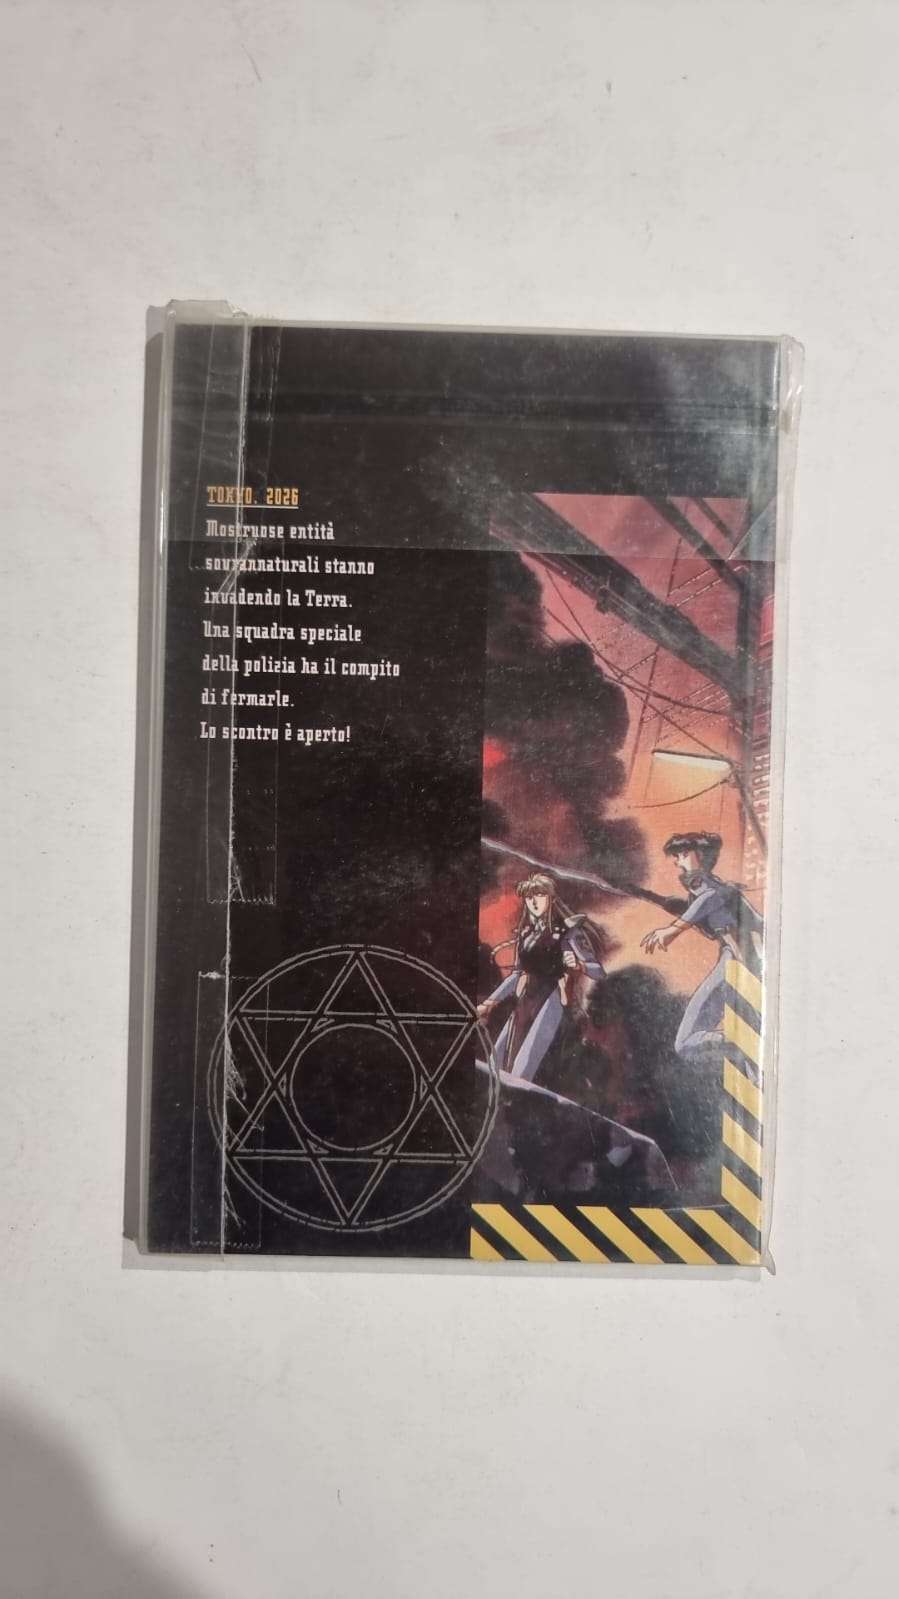 TOKYO. 2026
Mostruose entità
sovrannaturali stanno
invadendo la Terra.
Una squadra speciale
della polizia ha il compito
di fermarle.
Lo scontro è aperto!